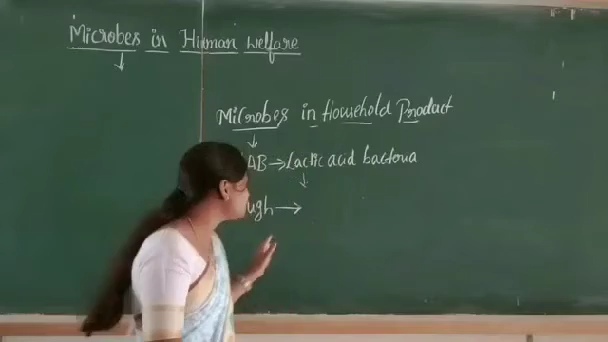 Microbes in Human welfare
↓
Microbes in Household Product
↓
AB → Lactic acid bacteria
↓
ugh →